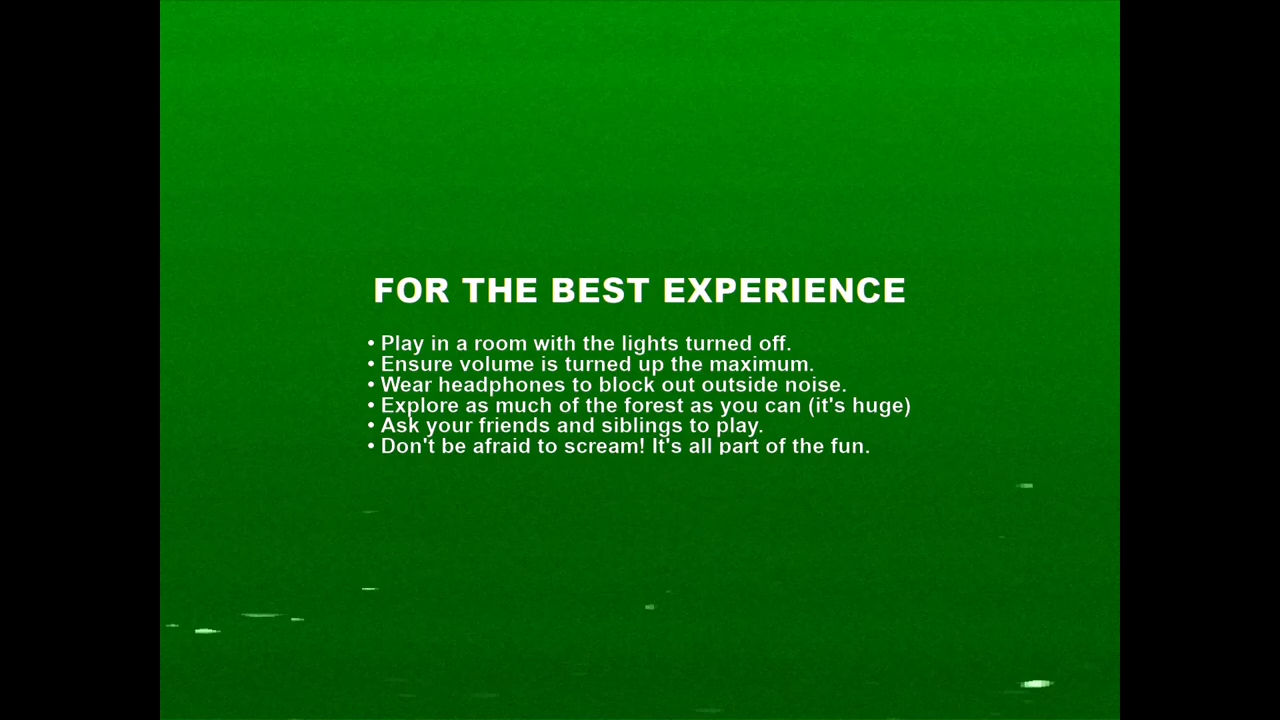 FOR THE BEST EXPERIENCE
• Play in a room with the lights turned off.
• Ensure volume is turned up the maximum.
• Wear headphones to block out outside noise.
• Explore as much of the forest as you can (it's huge)
• Ask your friends and siblings to play.
• Don't be afraid to scream! It's all part of the fun.